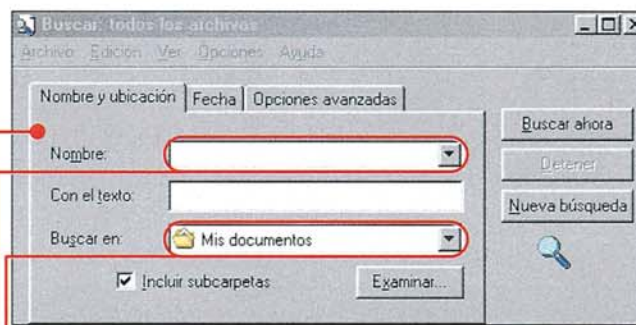 Buscar: todos los archivos
Archivo Edición Ver Opciones Ayuda
Nombre y ubicación Fecha Opciones avanzadas
Buscar ahora
Nombre:
Detener
Con el texto:
Nueva búsqueda
Buscar en: Mis documentos
Incluir subcarpetas Examinar...